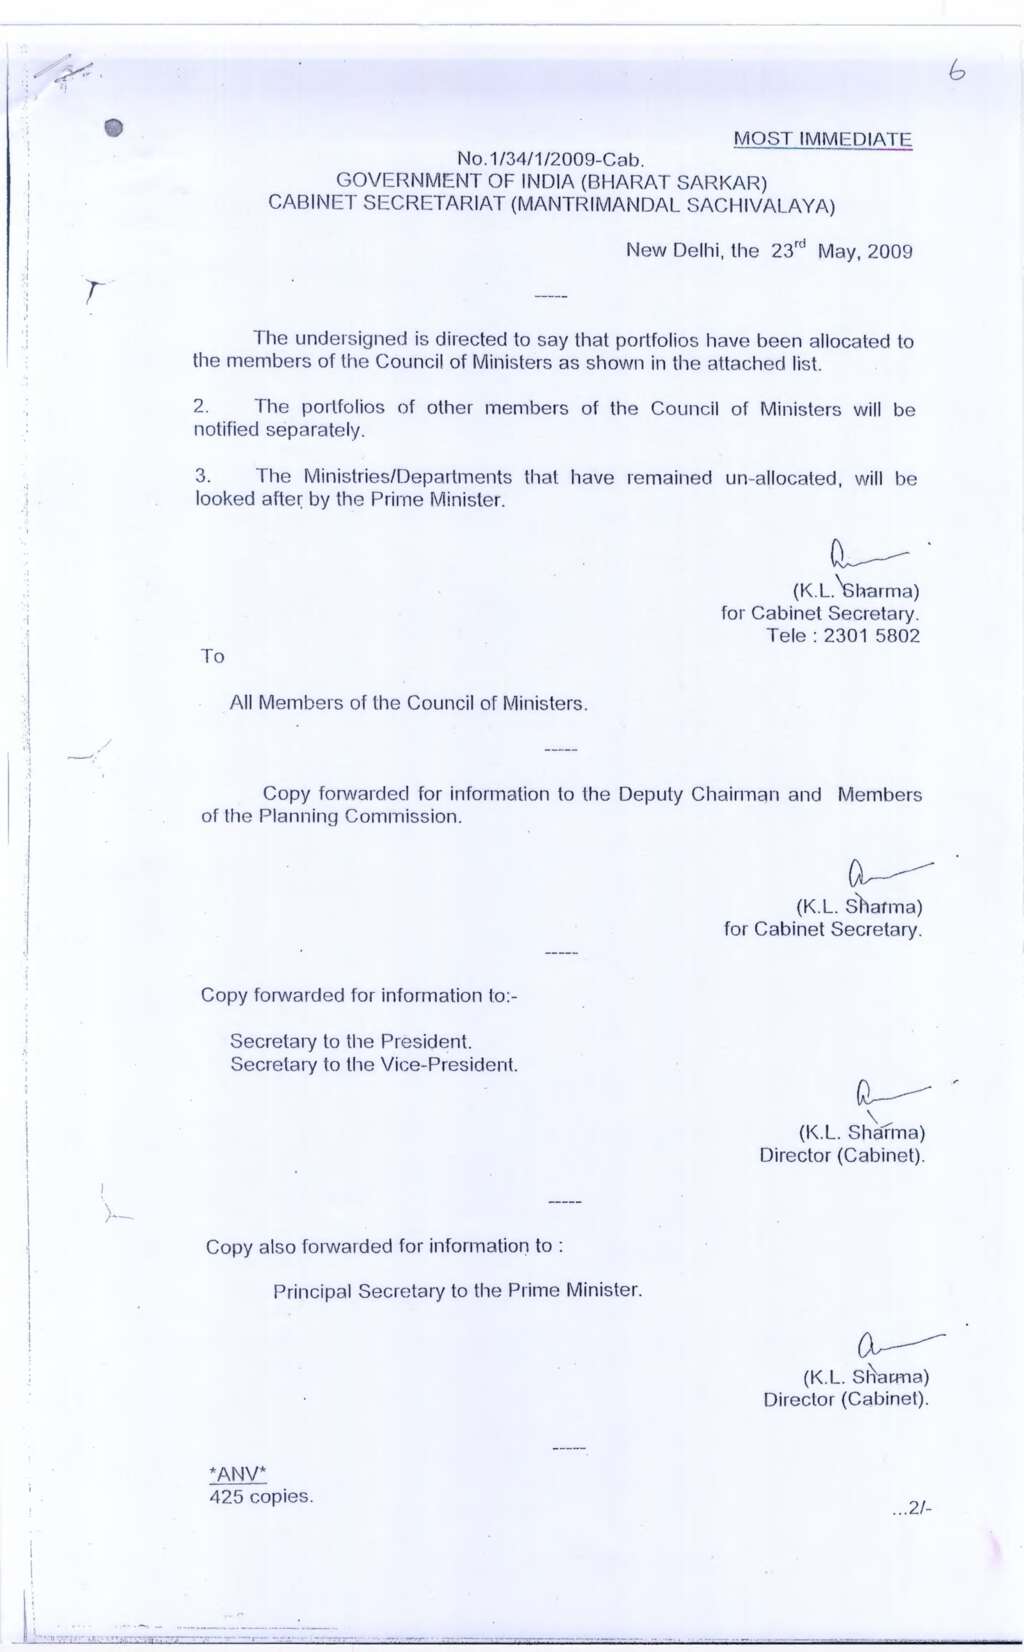 6
MOST IMMEDIATE
No.1/34/1/2009-Cab.
GOVERNMENT OF INDIA (BHARAT SARKAR)
CABINET SECRETARIAT (MANTRIMANDAL SACHIVALAYA)
New Delhi, the 23rd May, 2009
-----
The undersigned is directed to say that portfolios have been allocated to
the members of the Council of Ministers as shown in the attached list.
2. The portfolios of other members of the Council of Ministers will be
notified separately.
3. The Ministries/Departments that have remained un-allocated, will be
looked after by the Prime Minister.
(K.L. Sharma)
for Cabinet Secretary.
Tele : 2301 5802
To
All Members of the Council of Ministers.
-----
Copy forwarded for information to the Deputy Chairman and Members
of the Planning Commission.
(K.L. Sharma)
for Cabinet Secretary.
-----
Copy forwarded for information to:-
Secretary to the President.
Secretary to the Vice-President.
(K.L. Sharma)
Director (Cabinet).
-----
Copy also forwarded for information to :
Principal Secretary to the Prime Minister.
(K.L. Sharma)
Director (Cabinet).
-----
*ANV*
425 copies.
...2/-